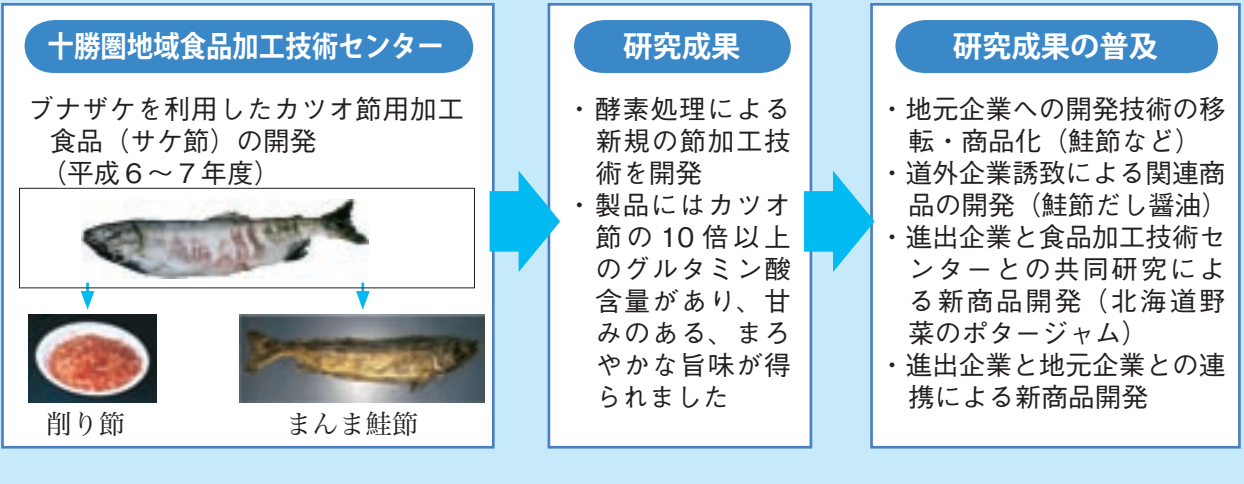 十勝圏地域食品加工技術センター
ブナザケを利用したカツオ節用加工
食品（サケ節）の開発
（平成６～７年度）
削り節
まんま鮭節
研究成果
・酵素処理による
新規の節加工技
術を開発
・製品にはカツオ
節の10倍以上
のグルタミン酸
含量があり、甘
みのある、まろ
やかな旨味が得
られました
研究成果の普及
・地元企業への開発技術の移
転・商品化（鮭節など）
・道外企業誘致による関連商
品の開発（鮭節だし醤油）
・進出企業と食品加工技術セ
ンターとの共同研究によ
る新商品開発（北海道野
菜のポタージャム）
・進出企業と地元企業との連
携による新商品開発